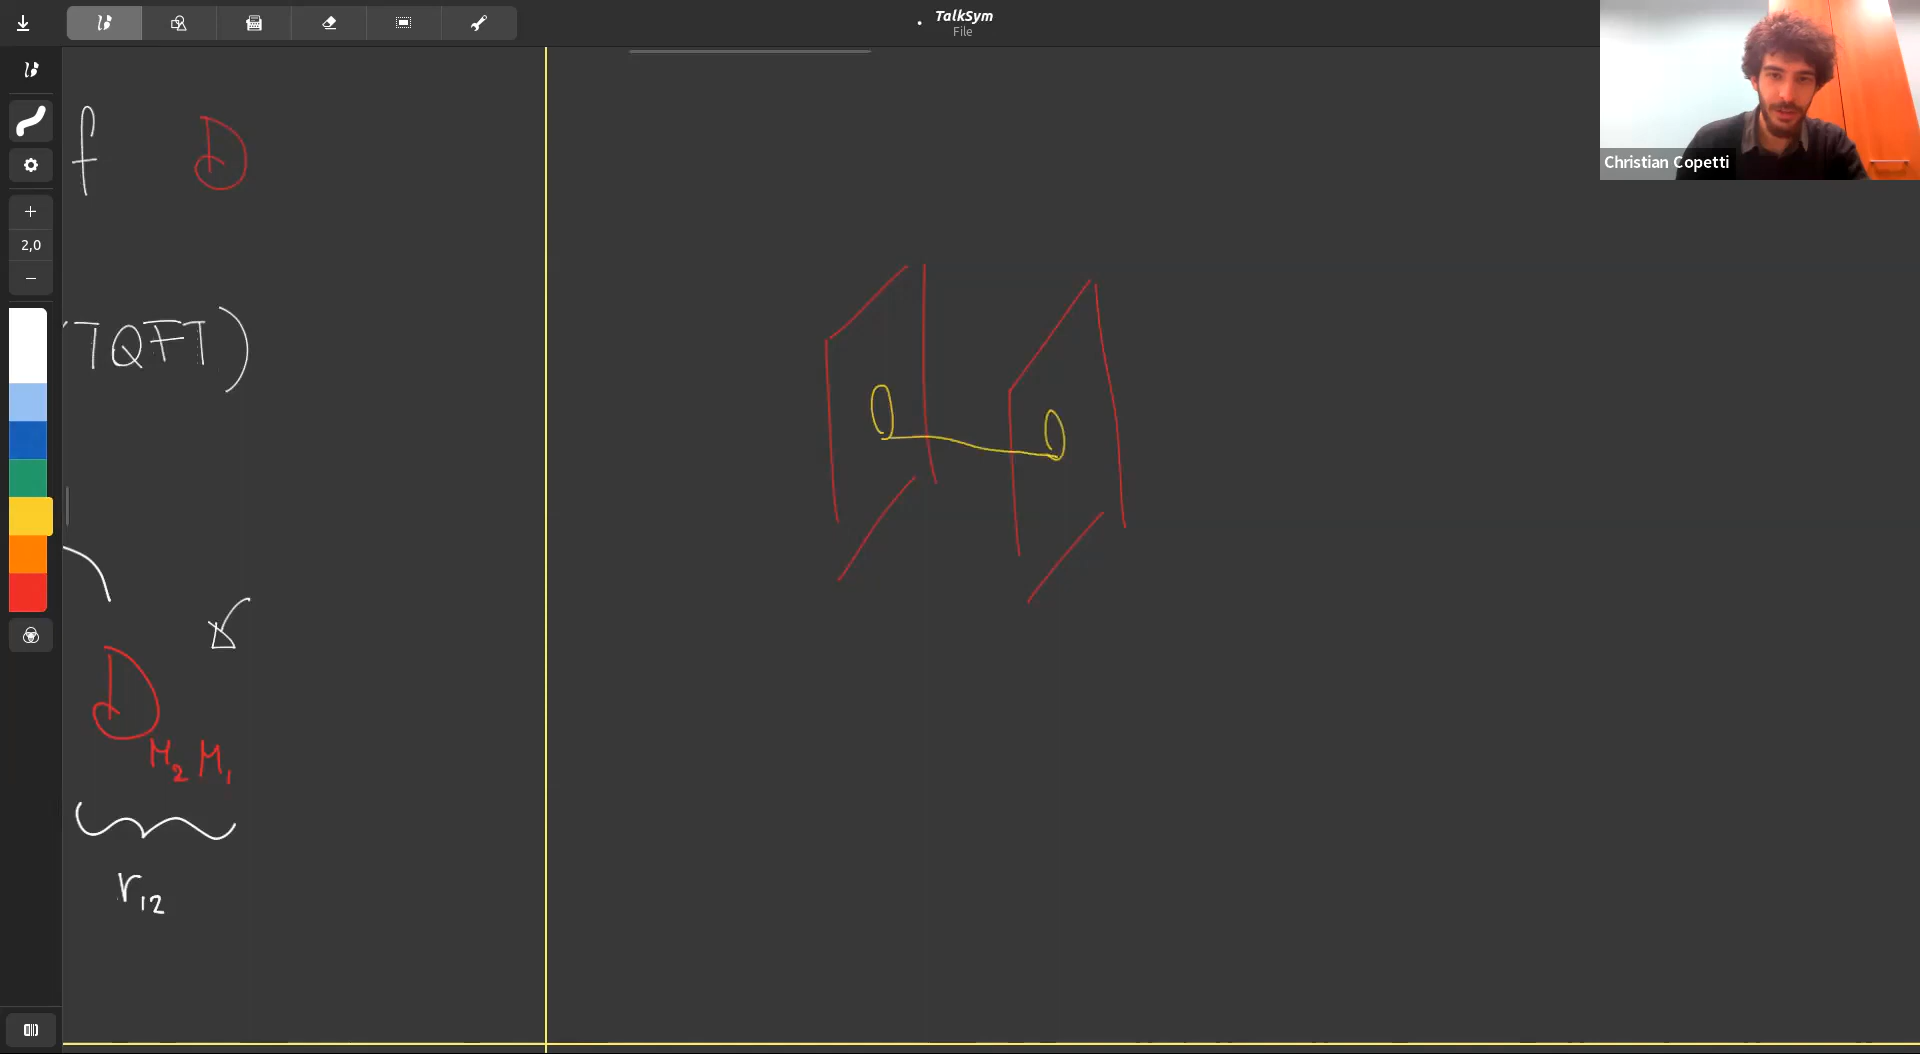 TalkSym
File
Christian Copetti
2,0
f D
TQFT)
D M₂ M₁
r₁₂